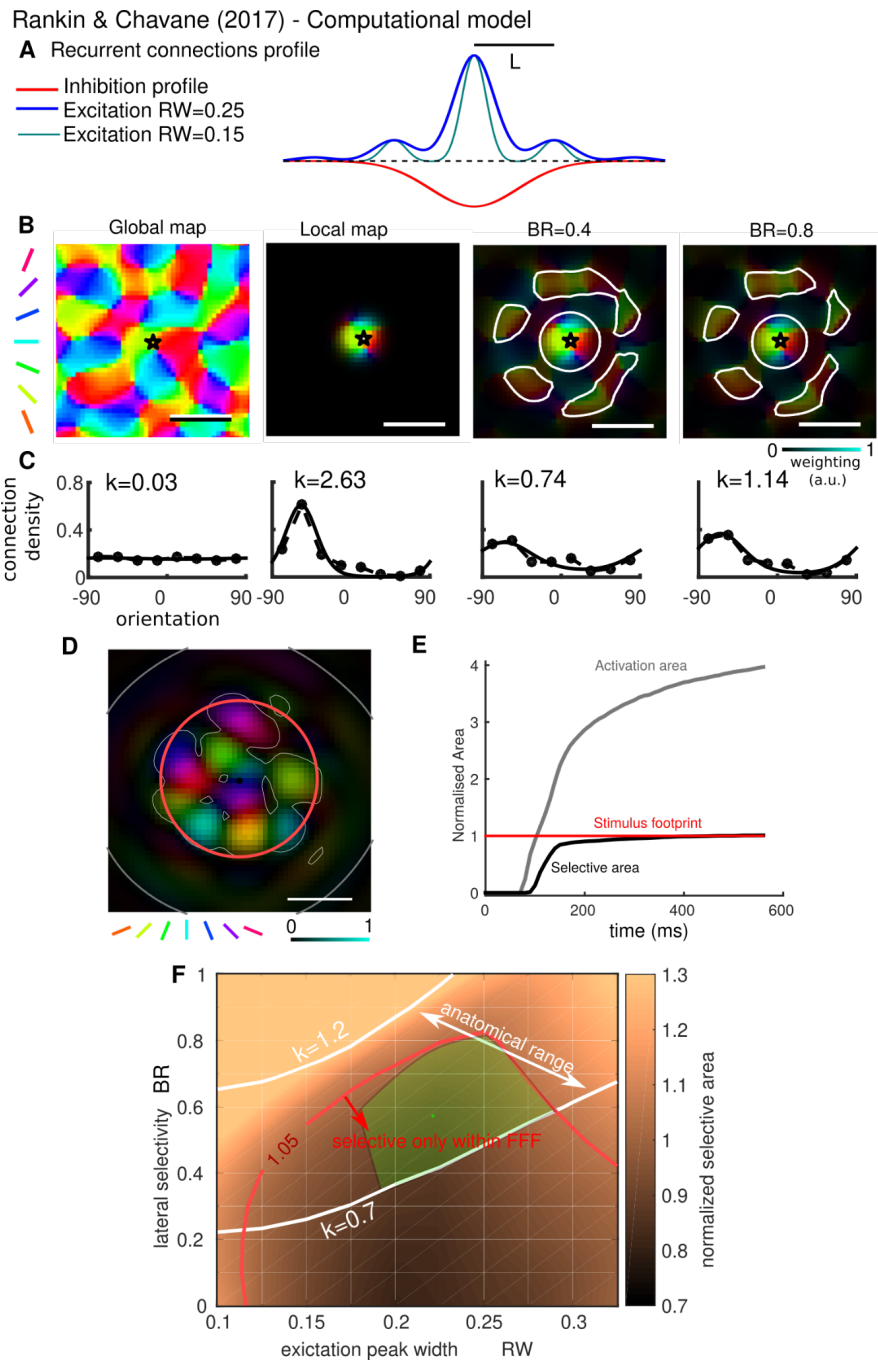 Rankin & Chavane (2017) - Computational model
A Recurrent connections profile
L
Inhibition profile
Excitation RW=0.25
Excitation RW=0.15
B Global map Local map BR=0.4 BR=0.8
0 1
weighting
(a.u.)
C
connection
density
0.8
0.4
0
k=0.03 k=2.63 k=0.74 k=1.14
-90 0 90 -90 0 90 -90 0 90 -90 0 90
orientation
D
0 1
E
Normalised Area
4
3
2
1
0
Activation area
Stimulus footprint
Selective area
0 200 400 600
time (ms)
F
lateral selectivity BR
1
0.8
0.6
0.4
0.2
0
k=1.2
anatomical range
1.05
selective only within FFF
k=0.7
0.1 0.15 0.2 0.25 0.3
exictation peak width RW
1.3
1.2
1.1
1
0.9
0.8
0.7
normalized selective area